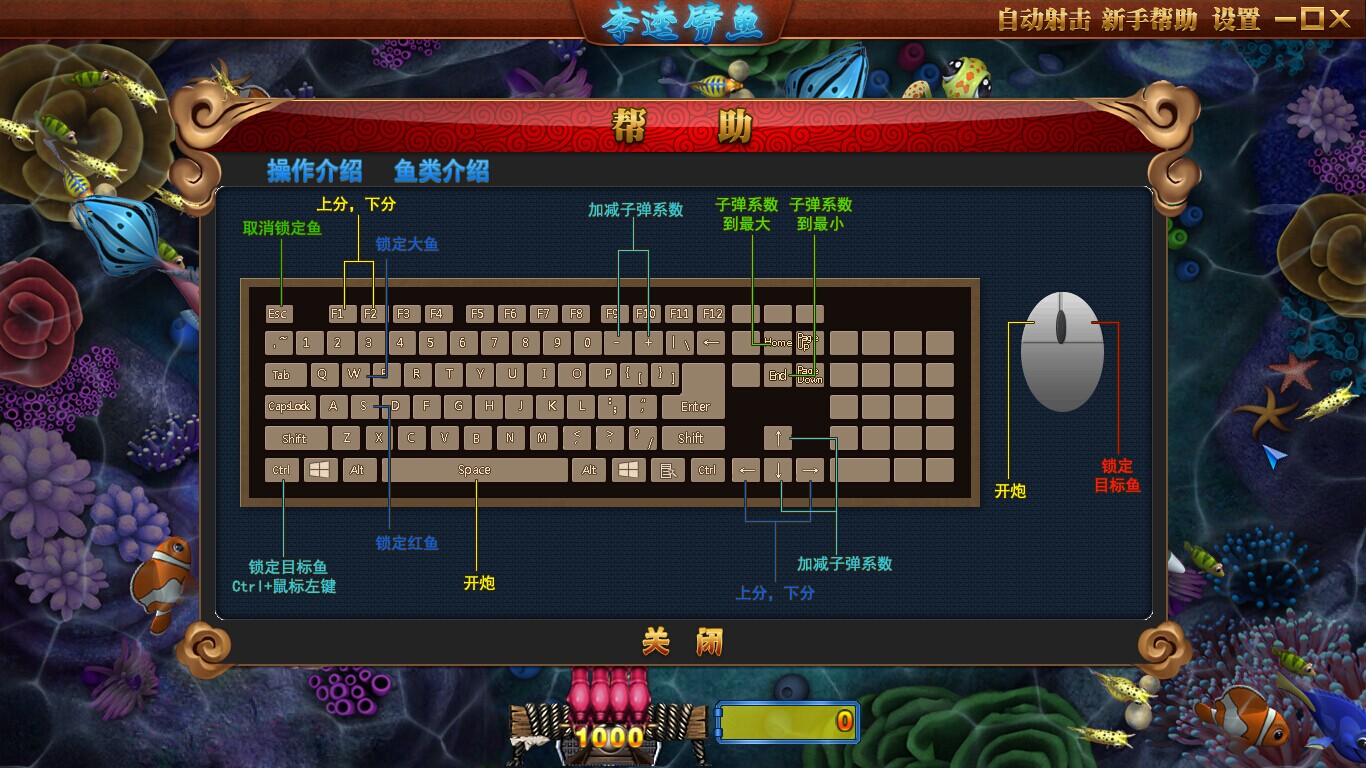 李逵劈鱼
自动射击 新手帮助 设置
帮 助
操作介绍 鱼类介绍
上分，下分
取消锁定鱼
锁定大鱼
加减子弹系数
子弹系数
到最大
子弹系数
到最小
Esc F1 F2 F3 F4 F5 F6 F7 F8 F9 F10 F11 F12
, ~ 1 2 3 4 5 6 7 8 9 0 - + | \ ← Home Page Up
Tab Q W E R T Y U I O P { [ } ] End Page Down
CapsLock A S D F G H J K L : ; " , Enter
Shift Z X C V B N M < , > . ? / Shift ↑
Ctrl Alt Space Alt Ctrl ← ↓ →
锁定
目标鱼
开炮
锁定红鱼
锁定目标鱼
Ctrl+鼠标左键
开炮
加减子弹系数
上分，下分
关 闭
1000
0